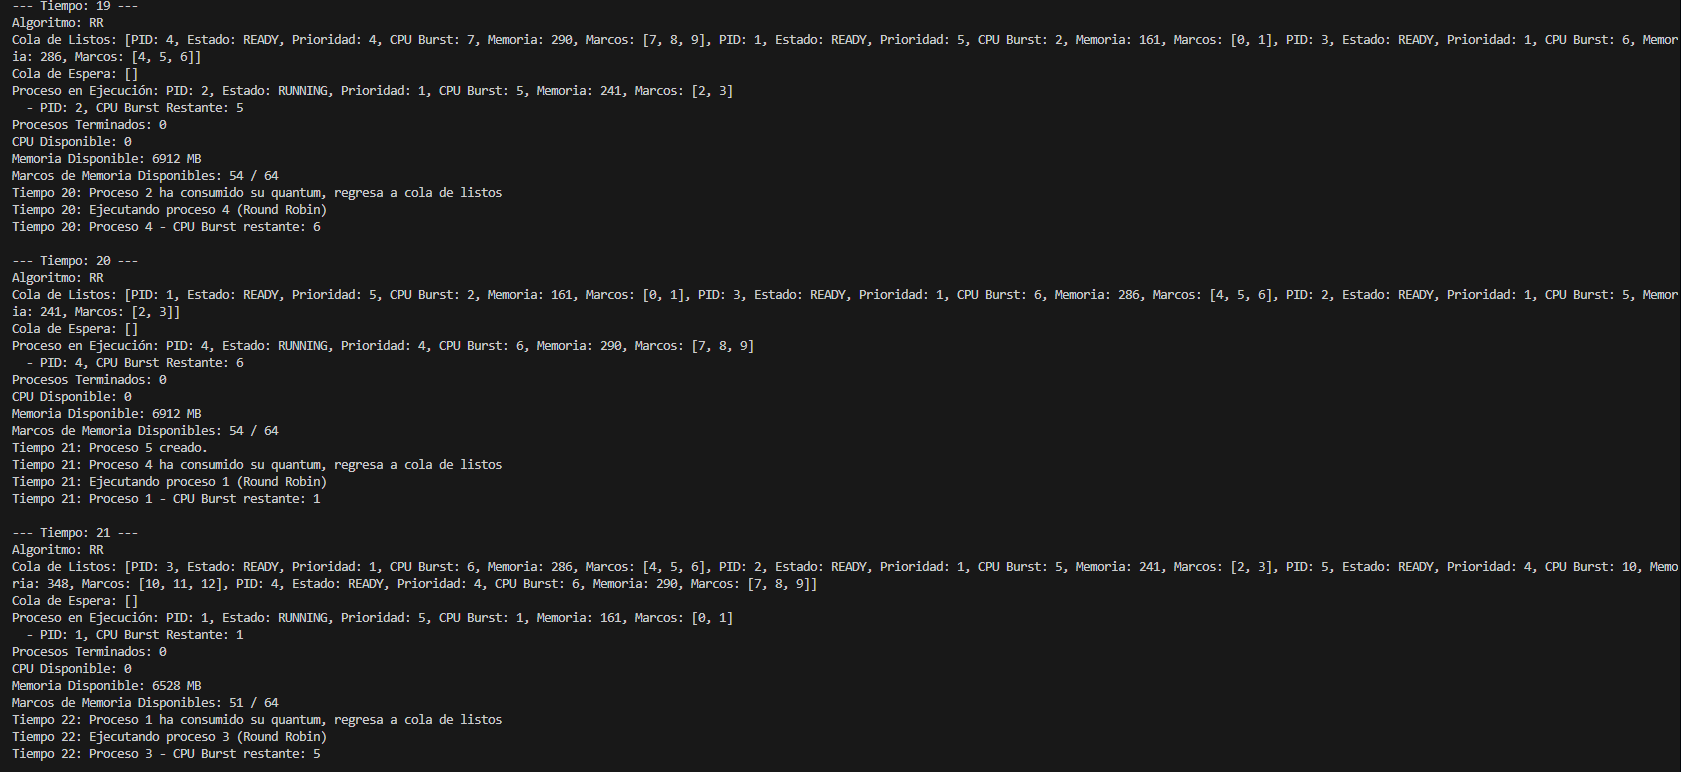 --- Tiempo: 19 ---
Algoritmo: RR
Cola de Listos: [PID: 4, Estado: READY, Prioridad: 4, CPU Burst: 7, Memoria: 290, Marcos: [7, 8, 9], PID: 1, Estado: READY, Prioridad: 5, CPU Burst: 2, Memoria: 161, Marcos: [0, 1], PID: 3, Estado: READY, Prioridad: 1, CPU Burst: 6, Memor
ia: 286, Marcos: [4, 5, 6]]
Cola de Espera: []
Proceso en Ejecución: PID: 2, Estado: RUNNING, Prioridad: 1, CPU Burst: 5, Memoria: 241, Marcos: [2, 3]
  - PID: 2, CPU Burst Restante: 5
Procesos Terminados: 0
CPU Disponible: 0
Memoria Disponible: 6912 MB
Marcos de Memoria Disponibles: 54 / 64
Tiempo 20: Proceso 2 ha consumido su quantum, regresa a cola de listos
Tiempo 20: Ejecutando proceso 4 (Round Robin)
Tiempo 20: Proceso 4 - CPU Burst restante: 6

--- Tiempo: 20 ---
Algoritmo: RR
Cola de Listos: [PID: 1, Estado: READY, Prioridad: 5, CPU Burst: 2, Memoria: 161, Marcos: [0, 1], PID: 3, Estado: READY, Prioridad: 1, CPU Burst: 6, Memoria: 286, Marcos: [4, 5, 6], PID: 2, Estado: READY, Prioridad: 1, CPU Burst: 5, Memor
ia: 241, Marcos: [2, 3]]
Cola de Espera: []
Proceso en Ejecución: PID: 4, Estado: RUNNING, Prioridad: 4, CPU Burst: 6, Memoria: 290, Marcos: [7, 8, 9]
  - PID: 4, CPU Burst Restante: 6
Procesos Terminados: 0
CPU Disponible: 0
Memoria Disponible: 6912 MB
Marcos de Memoria Disponibles: 54 / 64
Tiempo 21: Proceso 5 creado.
Tiempo 21: Proceso 4 ha consumido su quantum, regresa a cola de listos
Tiempo 21: Ejecutando proceso 1 (Round Robin)
Tiempo 21: Proceso 1 - CPU Burst restante: 1

--- Tiempo: 21 ---
Algoritmo: RR
Cola de Listos: [PID: 3, Estado: READY, Prioridad: 1, CPU Burst: 6, Memoria: 286, Marcos: [4, 5, 6], PID: 2, Estado: READY, Prioridad: 1, CPU Burst: 5, Memoria: 241, Marcos: [2, 3], PID: 5, Estado: READY, Prioridad: 4, CPU Burst: 10, Memo
ria: 348, Marcos: [10, 11, 12], PID: 4, Estado: READY, Prioridad: 4, CPU Burst: 6, Memoria: 290, Marcos: [7, 8, 9]]
Cola de Espera: []
Proceso en Ejecución: PID: 1, Estado: RUNNING, Prioridad: 5, CPU Burst: 1, Memoria: 161, Marcos: [0, 1]
  - PID: 1, CPU Burst Restante: 1
Procesos Terminados: 0
CPU Disponible: 0
Memoria Disponible: 6528 MB
Marcos de Memoria Disponibles: 51 / 64
Tiempo 22: Proceso 1 ha consumido su quantum, regresa a cola de listos
Tiempo 22: Ejecutando proceso 3 (Round Robin)
Tiempo 22: Proceso 3 - CPU Burst restante: 5